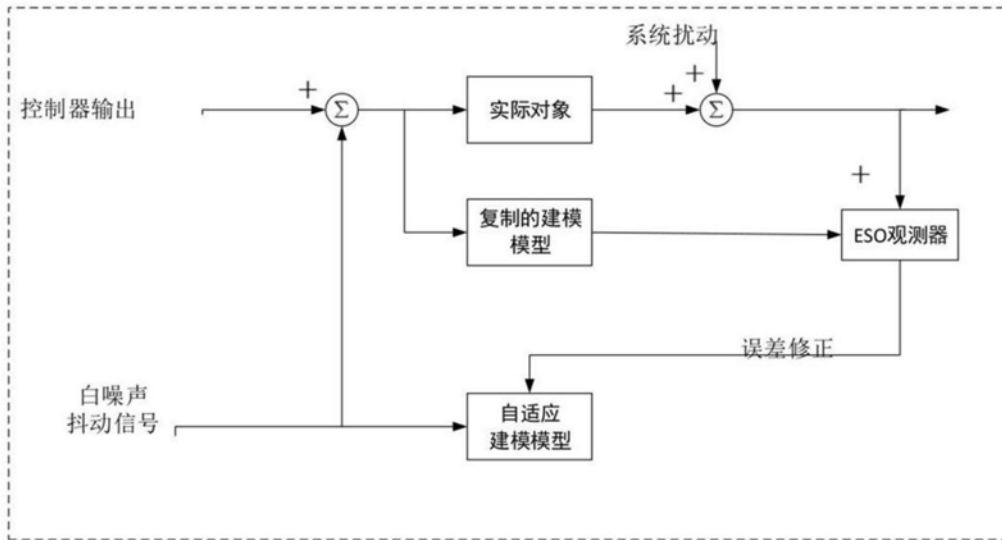 系统扰动
控制器输出
+
Σ
实际对象
+
+
Σ
+
复制的建模
模型
ESO观测器
误差修正
白噪声
抖动信号
自适应
建模模型